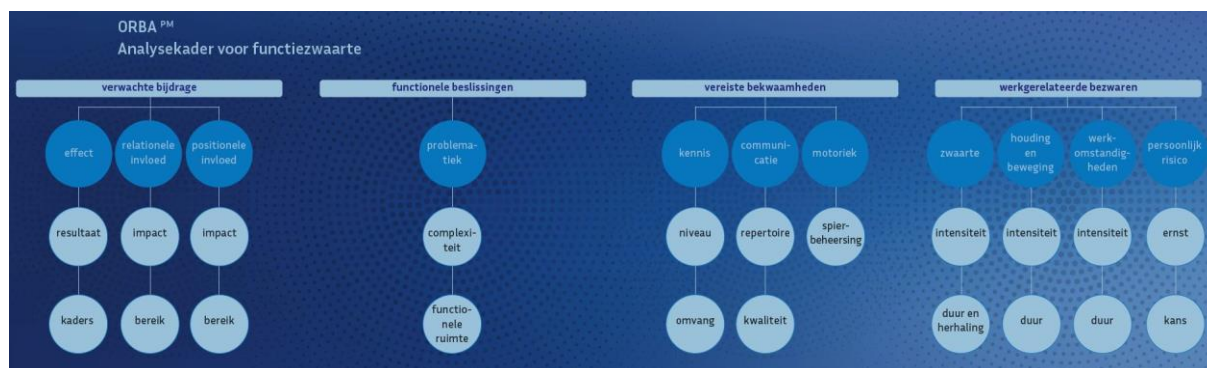 ORBA PM
Analysekader voor functiezwaarte
verwachte bijdrage
functionele beslissingen
vereiste bekwaamheden
werkgerelateerde bezwaren
effect
relationele
invloed
positionele
invloed
problema-
tiek
kennis
communi-
catie
motoriek
zwaarte
houding
en
beweging
werk-
omstandig-
heden
persoonlijk
risico
resultaat
impact
impact
complexi-
teit
niveau
repertoire
spier-
beheersing
intensiteit
intensiteit
intensiteit
ernst
kaders
bereik
bereik
functio-
nele
ruimte
omvang
kwaliteit
duur en
herhaling
duur
duur
kans